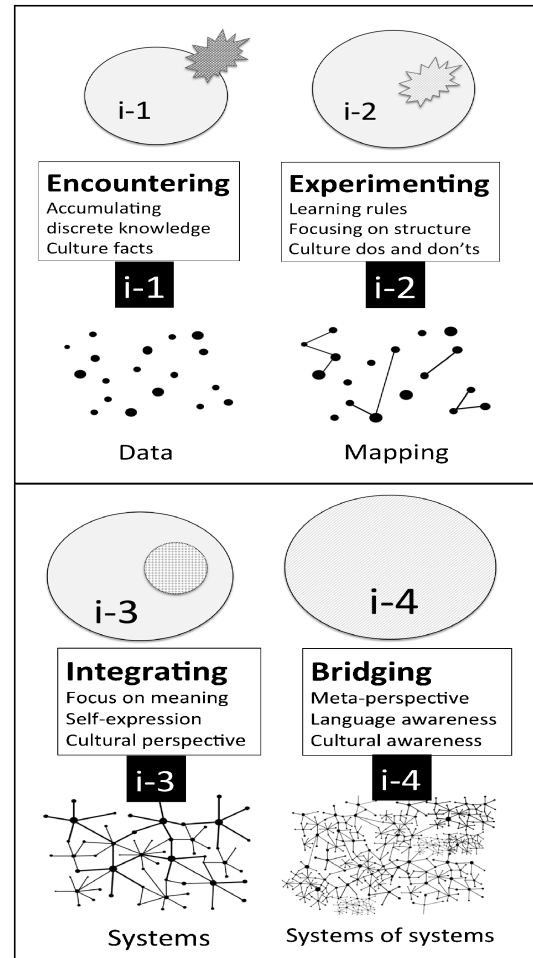 i-1
i-2
Encountering
Accumulating
discrete knowledge
Culture facts
i-1
Experimenting
Learning rules
Focusing on structure
Culture dos and don’ts
i-2
Data
Mapping
i-3
i-4
Integrating
Focus on meaning
Self-expression
Cultural perspective
i-3
Bridging
Meta-perspective
Language awareness
Cultural awareness
i-4
Systems
Systems of systems